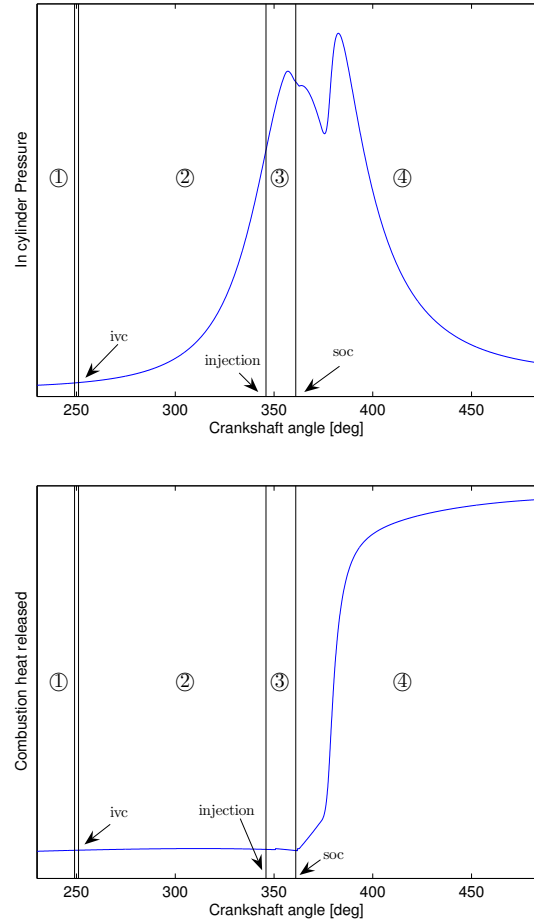 In cylinder Pressure
① ② ③ ④
ivc
injection
soc
250 300 350 400 450
Crankshaft angle [deg]
Combustion heat released
① ② ③ ④
ivc
injection
soc
250 300 350 400 450
Crankshaft angle [deg]